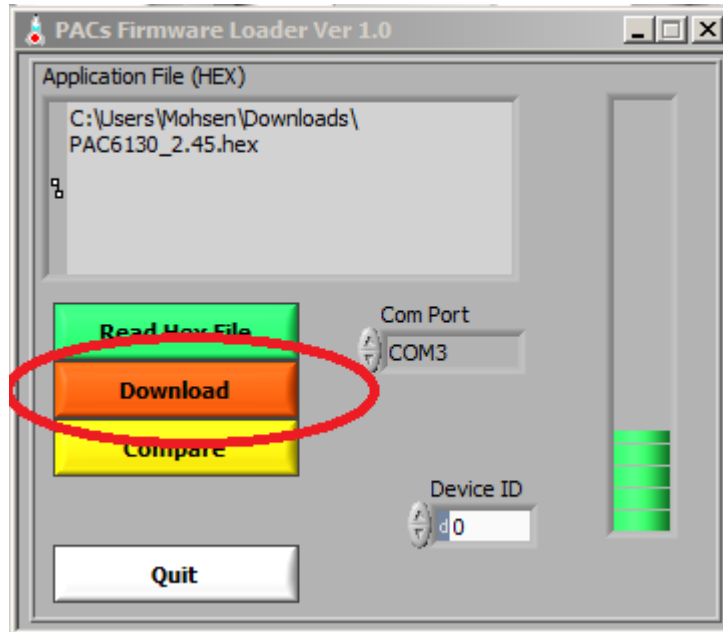 PACs Firmware Loader Ver 1.0
Application File (HEX)
C:\Users\Mohsen\Downloads\
PAC6130_2.45.hex
Read Hex File
Com Port
COM3
Download
Compare
Device ID
d 0
Quit